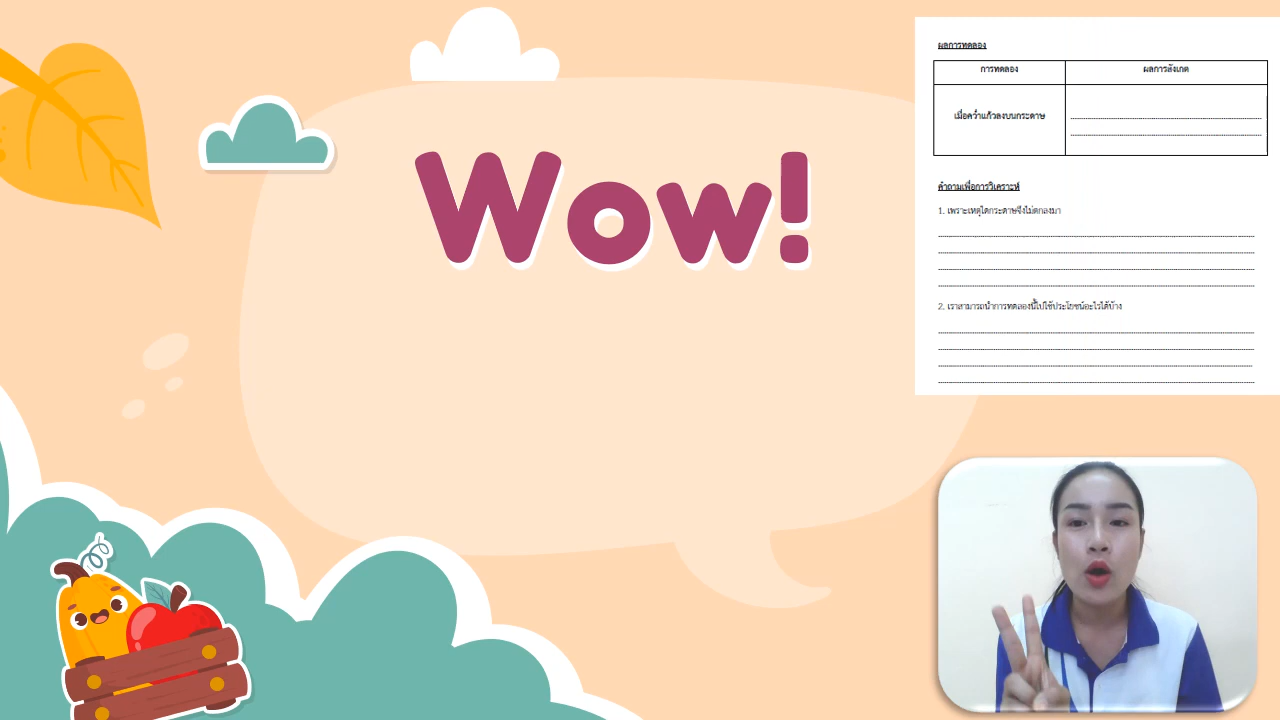 Wow!
ผลการทดลอง
การทดลอง ผลการสังเกต
เมื่อคว่ำแก้วลงบนกระดาษ
คำถามเพื่อการวิเคราะห์
1. เพราะเหตุใดกระดาษจึงไม่ตกลงมา
2. เราสามารถนำการทดลองนี้ไปใช้ประโยชน์อะไรได้บ้าง